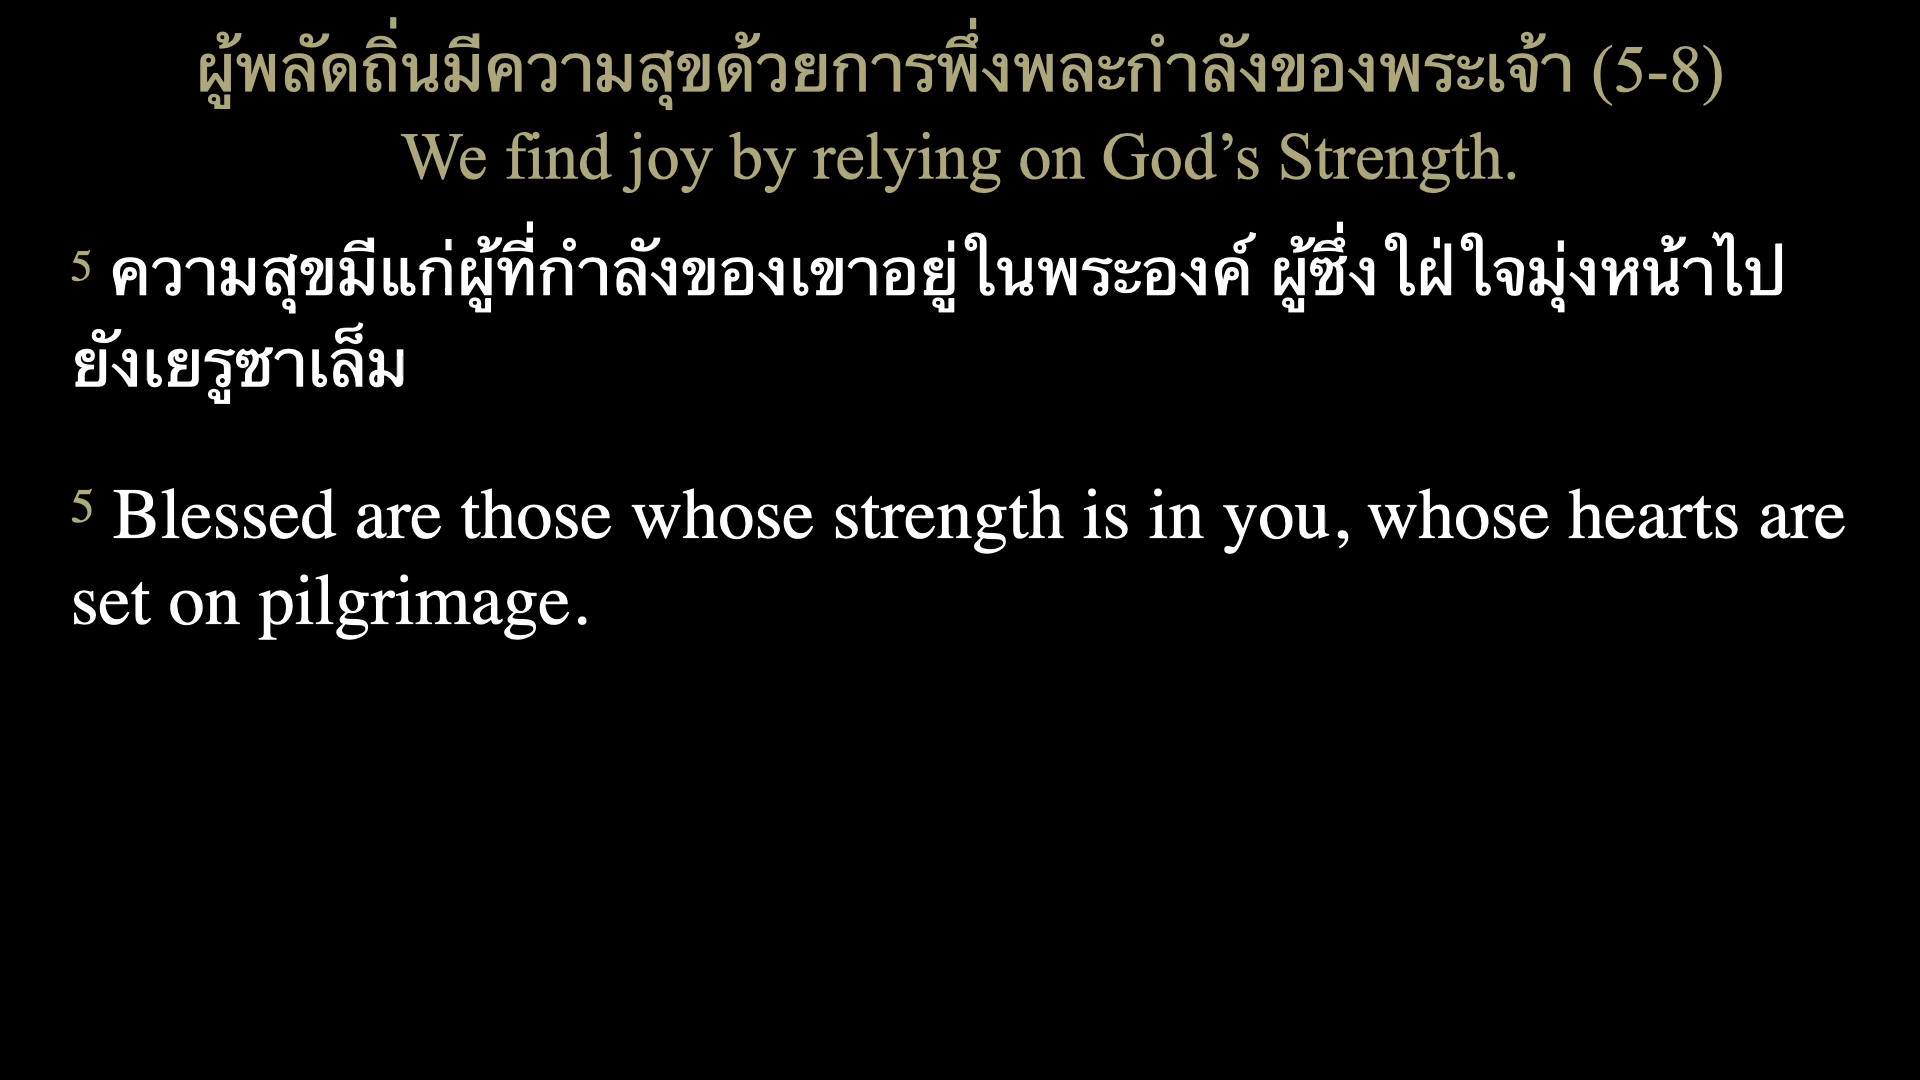 ผู้พลัดถิ่นมีความสุขด้วยการพึ่งพละกำลังของพระเจ้า (5-8)
We find joy by relying on God’s Strength.
5 ความสุขมีแก่ผู้ที่กำลังของเขาอยู่ในพระองค์ ผู้ซึ่งใฝ่ใจมุ่งหน้าไป
ยังเยรูซาเล็ม
5 Blessed are those whose strength is in you, whose hearts are
set on pilgrimage.